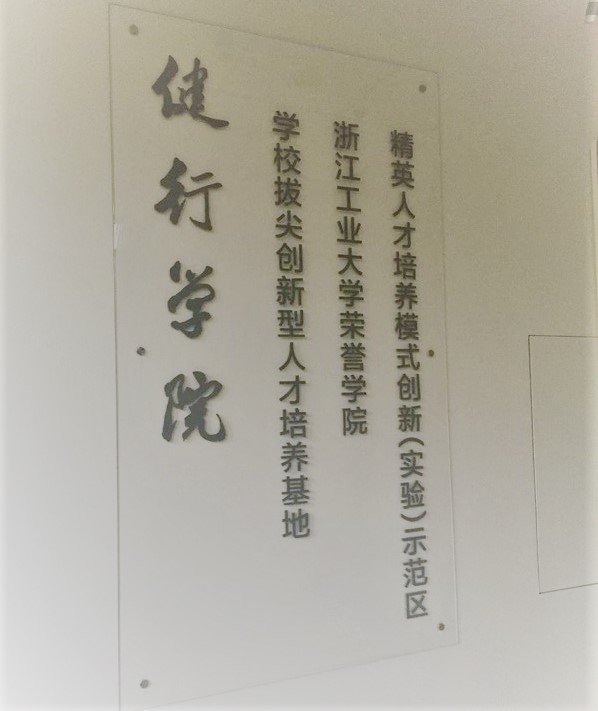 健行学院
学校拔尖创新型人才培养基地
浙江工业大学荣誉学院
精英人才培养模式创新(实验)示范区